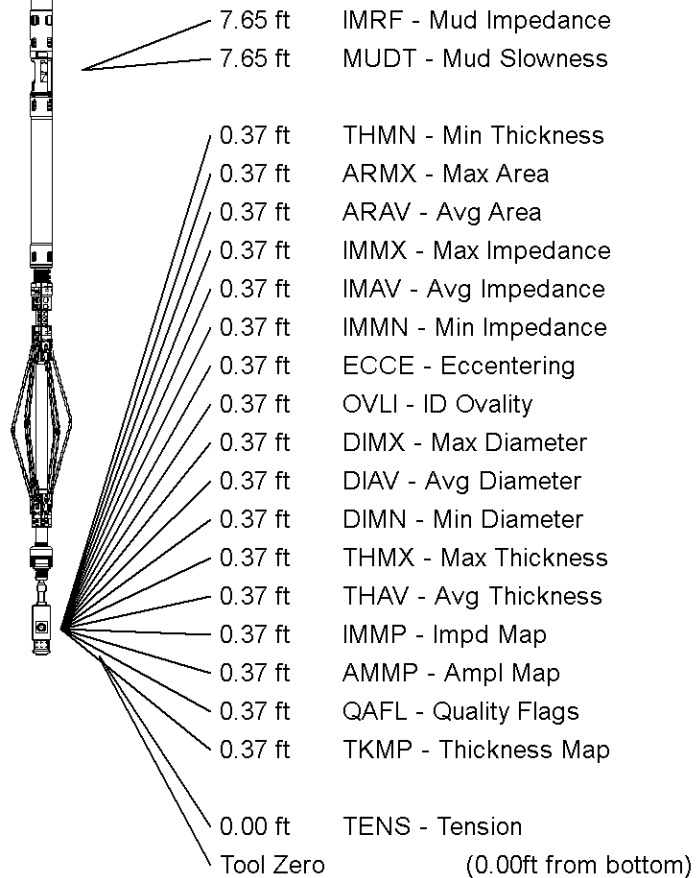 7.65 ft IMRF - Mud Impedance
7.65 ft MUDT - Mud Slowness
0.37 ft THMN - Min Thickness
0.37 ft ARMX - Max Area
0.37 ft ARAV - Avg Area
0.37 ft IMMX - Max Impedance
0.37 ft IMAV - Avg Impedance
0.37 ft IMMN - Min Impedance
0.37 ft ECCE - Eccentering
0.37 ft OVLI - ID Ovality
0.37 ft DIMX - Max Diameter
0.37 ft DIAV - Avg Diameter
0.37 ft DIMN - Min Diameter
0.37 ft THMX - Max Thickness
0.37 ft THAV - Avg Thickness
0.37 ft IMMP - Impd Map
0.37 ft AMMP - Ampl Map
0.37 ft QAFL - Quality Flags
0.37 ft TKMP - Thickness Map
0.00 ft TENS - Tension
Tool Zero (0.00ft from bottom)